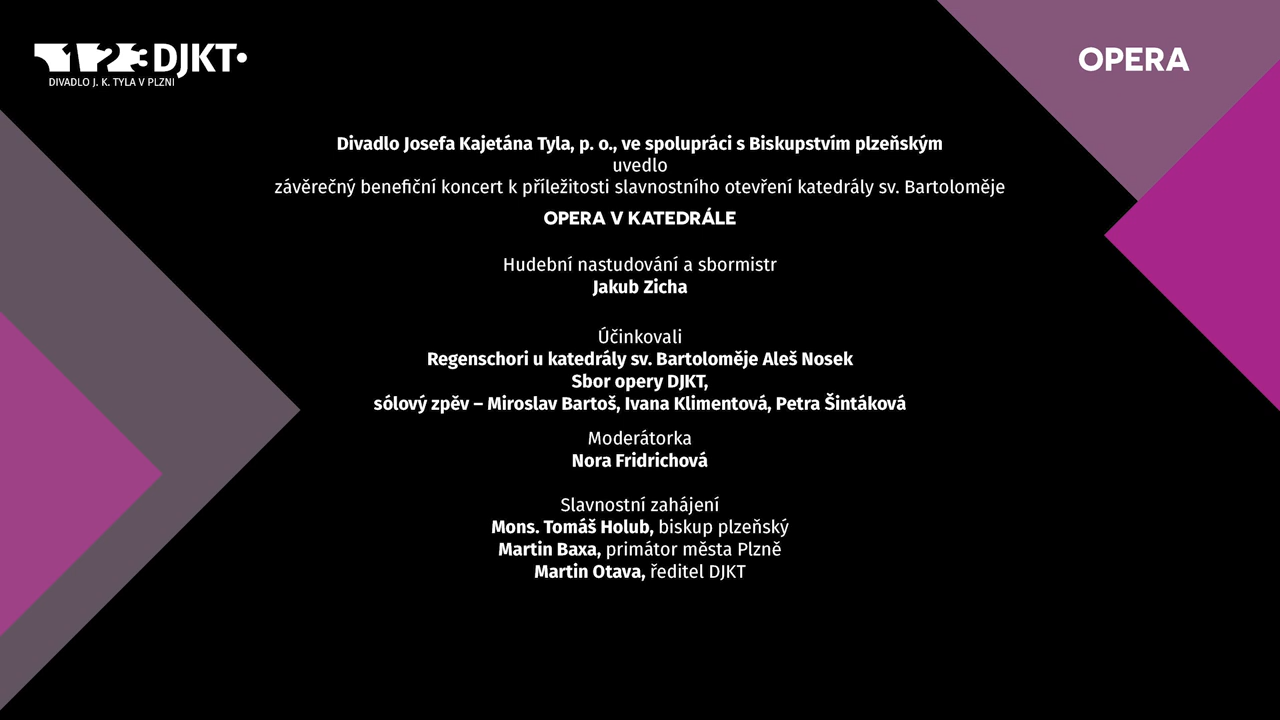 123 DJKT•
DIVADLO J. K. TYLA V PLZNI
OPERA
Divadlo Josefa Kajetána Tyla, p. o., ve spolupráci s Biskupstvím plzeňským
uvedlo
závěrečný benefiční koncert k příležitosti slavnostního otevření katedrály sv. Bartoloměje
OPERA V KATEDRÁLE
Hudební nastudování a sbormistr
Jakub Zicha
Účinkovali
Regenschori u katedrály sv. Bartoloměje Aleš Nosek
Sbor opery DJKT,
sólový zpěv – Miroslav Bartoš, Ivana Klimentová, Petra Šintáková
Moderátorka
Nora Fridrichová
Slavnostní zahájení
Mons. Tomáš Holub, biskup plzeňský
Martin Baxa, primátor města Plzně
Martin Otava, ředitel DJKT